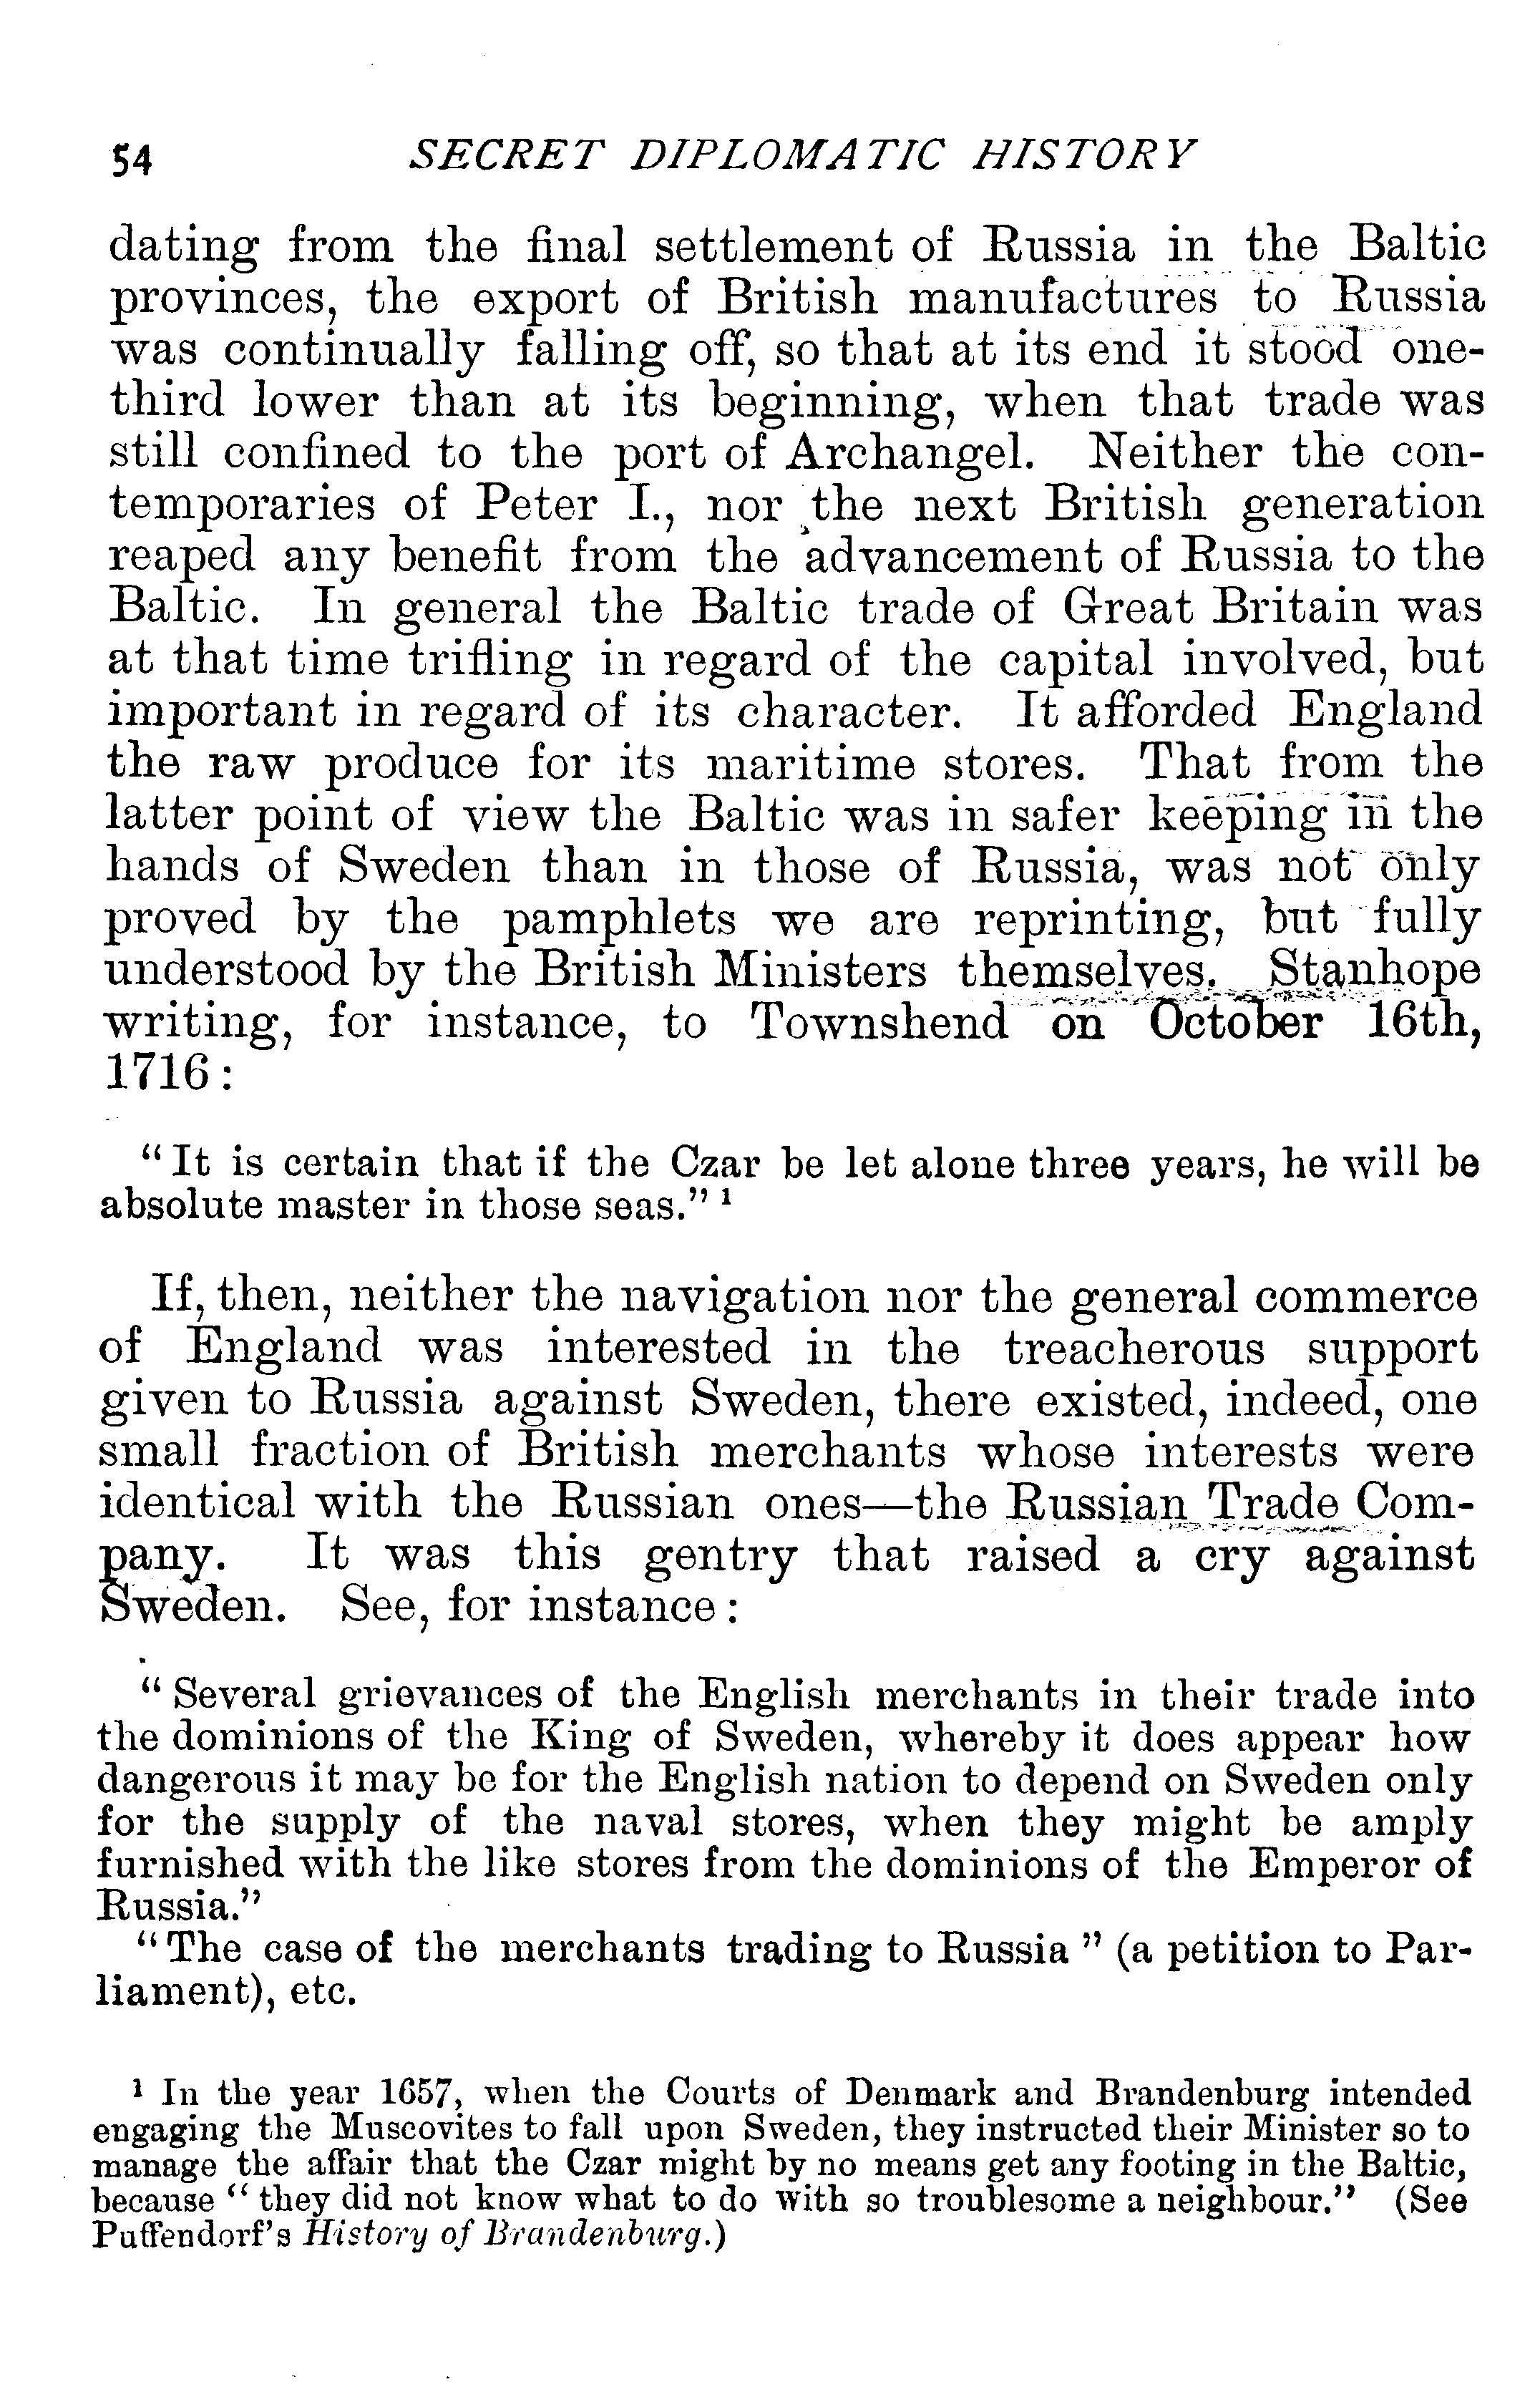 54 SECRET DIPLOMATIC HISTORY
dating from the final settlement of Russia in the Baltic
provinces, the export of British manufactures to Russia
was continually falling off, so that at its end it stood one-
third lower than at its beginning, when that trade was
still confined to the port of Archangel. Neither the con-
temporaries of Peter I., nor the next British generation
reaped any benefit from the advancement of Russia to the
Baltic. In general the Baltic trade of Great Britain was
at that time trifling in regard of the capital involved, but
important in regard of its character. It afforded England
the raw produce for its maritime stores. That from the
latter point of view the Baltic was in safer keeping in the
hands of Sweden than in those of Russia, was not only
proved by the pamphlets we are reprinting, but fully
understood by the British Ministers themselves. Stanhope
writing, for instance, to Townshend on October 16th,
1716:
"It is certain that if the Czar be let alone three years, he will be
absolute master in those seas." ¹
If, then, neither the navigation nor the general commerce
of England was interested in the treacherous support
given to Russia against Sweden, there existed, indeed, one
small fraction of British merchants whose interests were
identical with the Russian ones—the Russian Trade Com-
pany. It was this gentry that raised a cry against
Sweden. See, for instance:
"Several grievances of the English merchants in their trade into
the dominions of the King of Sweden, whereby it does appear how
dangerous it may be for the English nation to depend on Sweden only
for the supply of the naval stores, when they might be amply
furnished with the like stores from the dominions of the Emperor of
Russia."
"The case of the merchants trading to Russia" (a petition to Par-
liament), etc.
¹ In the year 1657, when the Courts of Denmark and Brandenburg intended
engaging the Muscovites to fall upon Sweden, they instructed their Minister so to
manage the affair that the Czar might by no means get any footing in the Baltic,
because "they did not know what to do with so troublesome a neighbour." (See
Puffendorf's History of Brandenburg.)